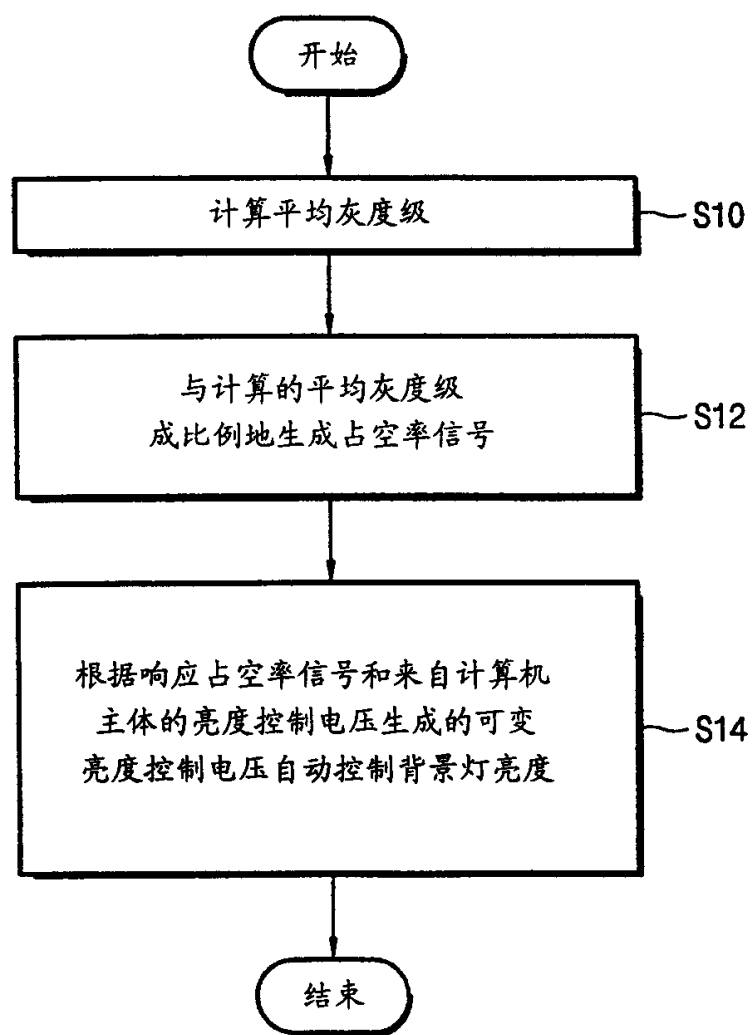 开始
计算平均灰度级
S10
与计算的平均灰度级
成比例地生成占空率信号
S12
根据响应占空率信号和来自计算机
主体的亮度控制电压生成的可变
亮度控制电压自动控制背景灯亮度
S14
结束